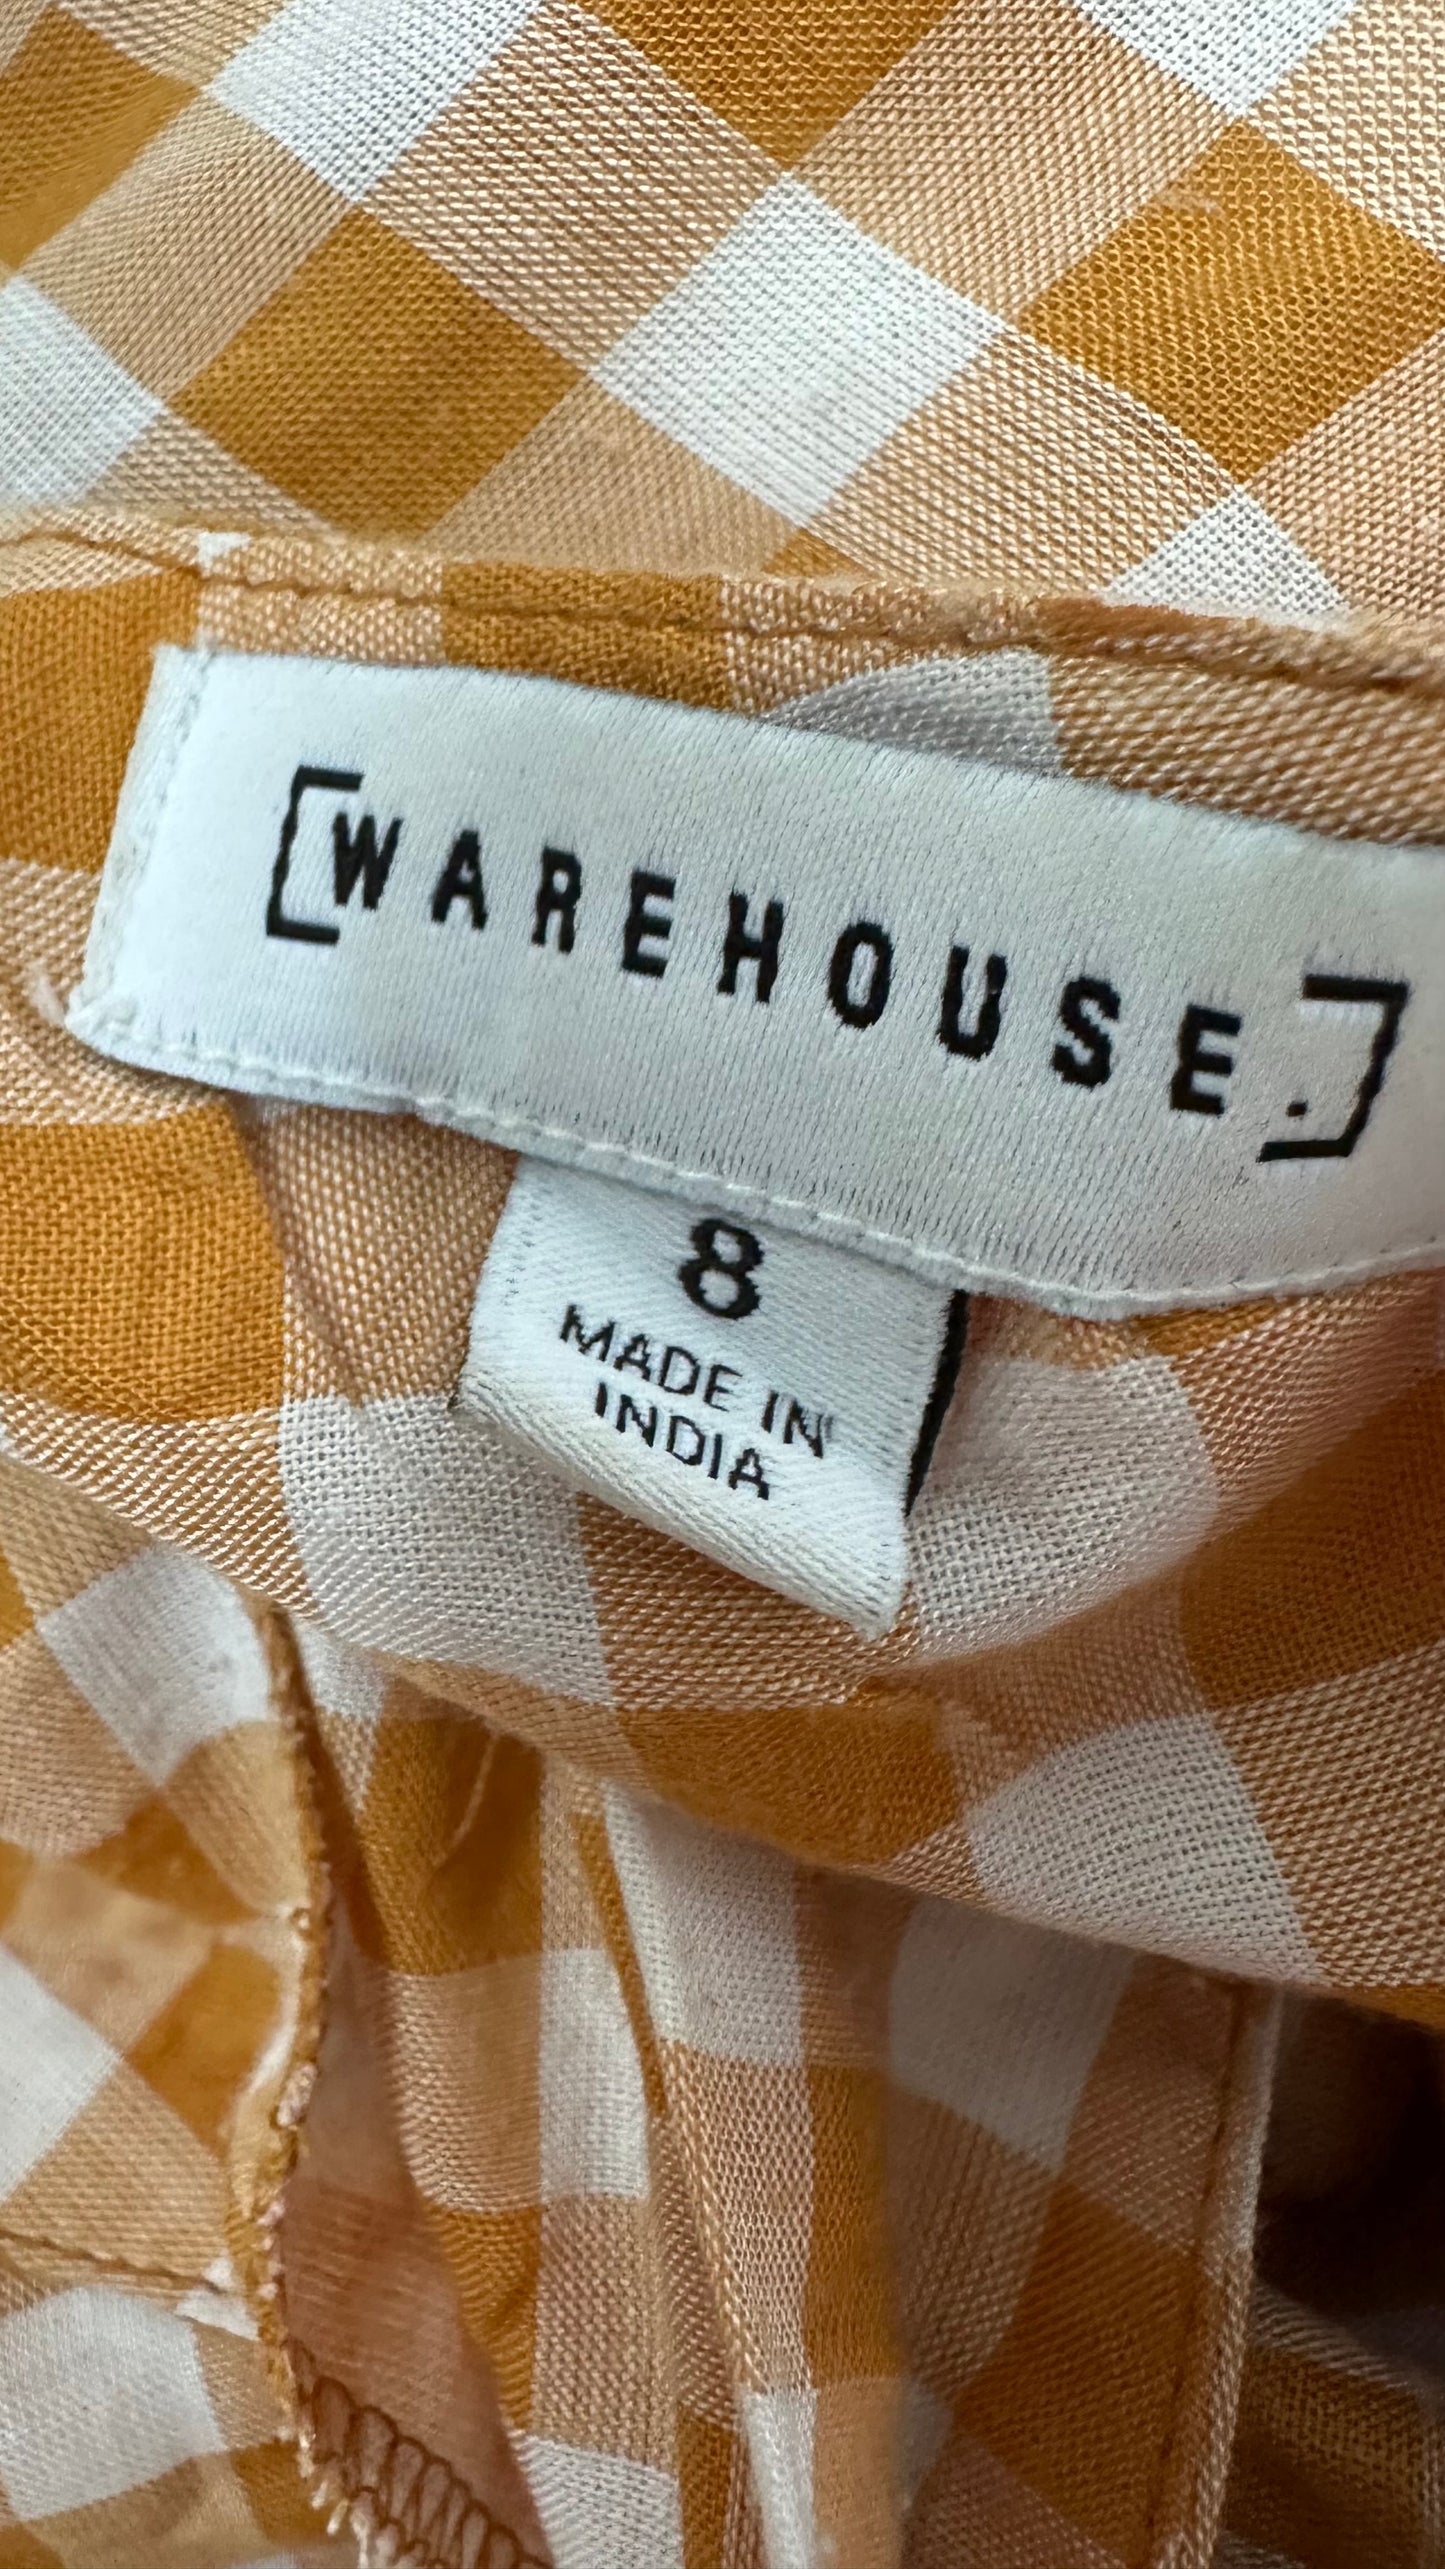 [WAREHOUSE.]
8
MADE IN
INDIA